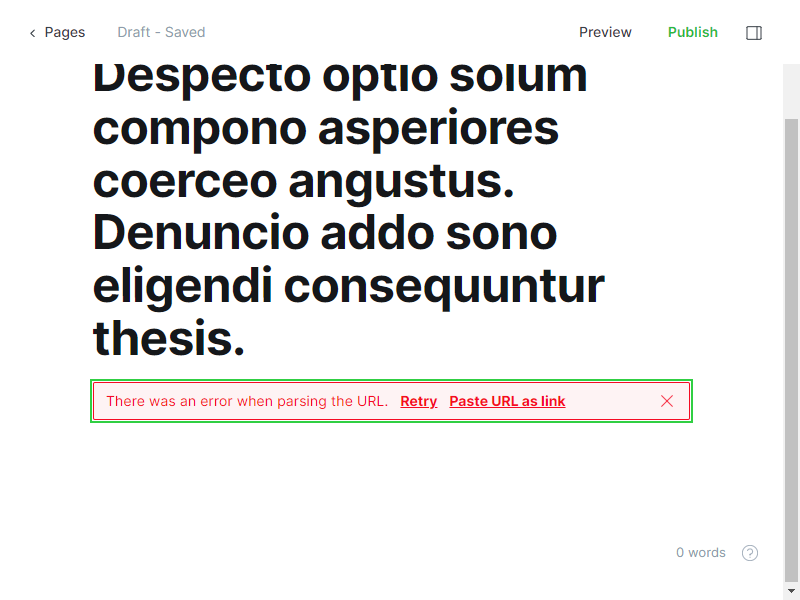 Pages
Draft - Saved
Preview
Publish
Despecto optio solum
compono asperiores
coerceo angustus.
Denuncio addo sono
eligendi consequuntur
thesis.
There was an error when parsing the URL. Retry Paste URL as link
0 words
?